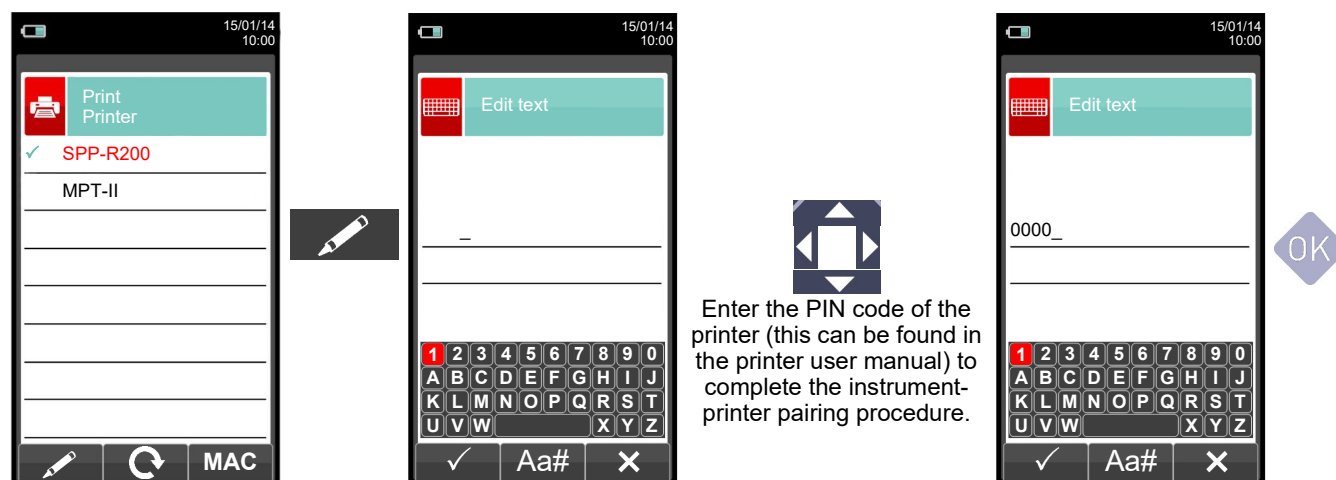 15/01/14
10:00
Print
Printer
✓ SPP-R200
MPT-II
MAC
15/01/14
10:00
Edit text
_
1 2 3 4 5 6 7 8 9 0
A B C D E F G H I J
K L M N O P Q R S T
U V W X Y Z
✓ Aa# ✕
Enter the PIN code of the
printer (this can be found in
the printer user manual) to
complete the instrument-
printer pairing procedure.
15/01/14
10:00
Edit text
0000_
1 2 3 4 5 6 7 8 9 0
A B C D E F G H I J
K L M N O P Q R S T
U V W X Y Z
✓ Aa# ✕
OK